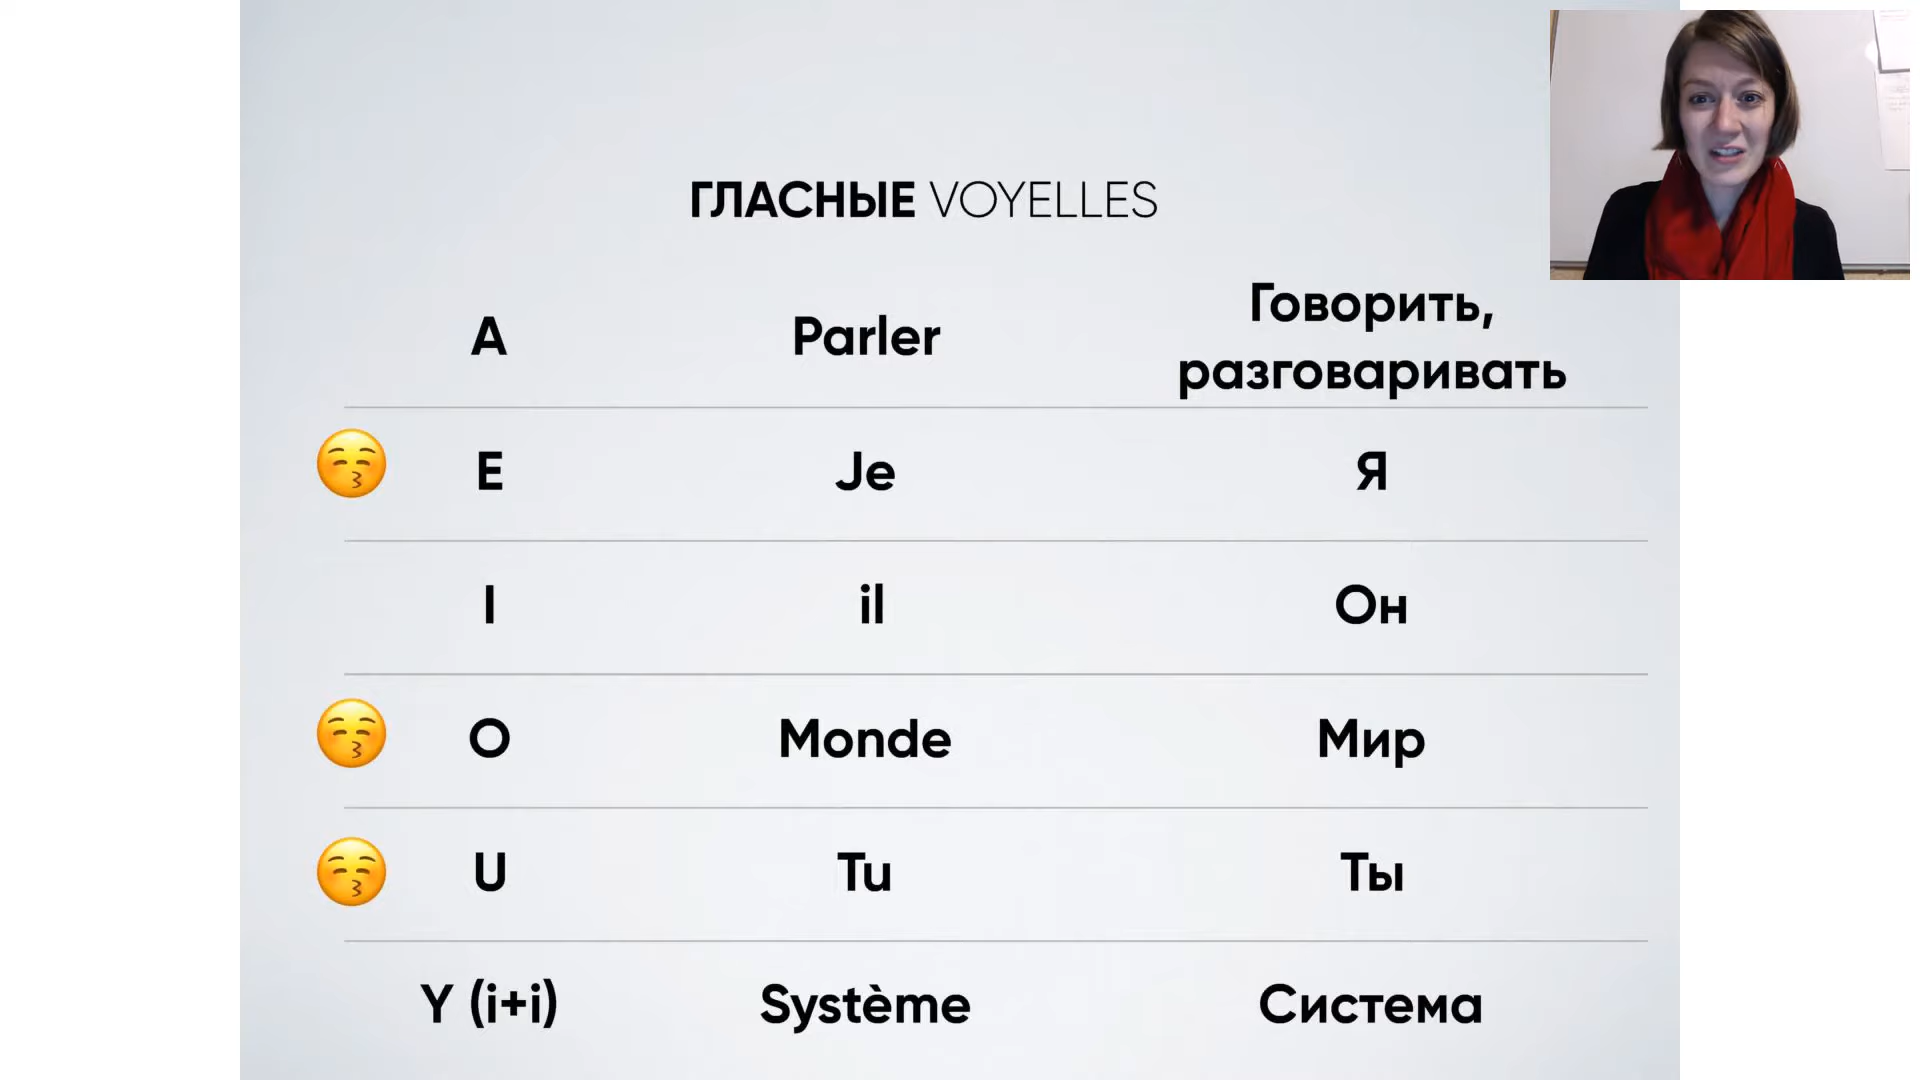 ГЛАСНЫЕ VOYELLES
A Parler Говорить,
разговаривать
E Je Я
I il Он
O Monde Мир
U Tu Ты
Y (i+i) Système Система